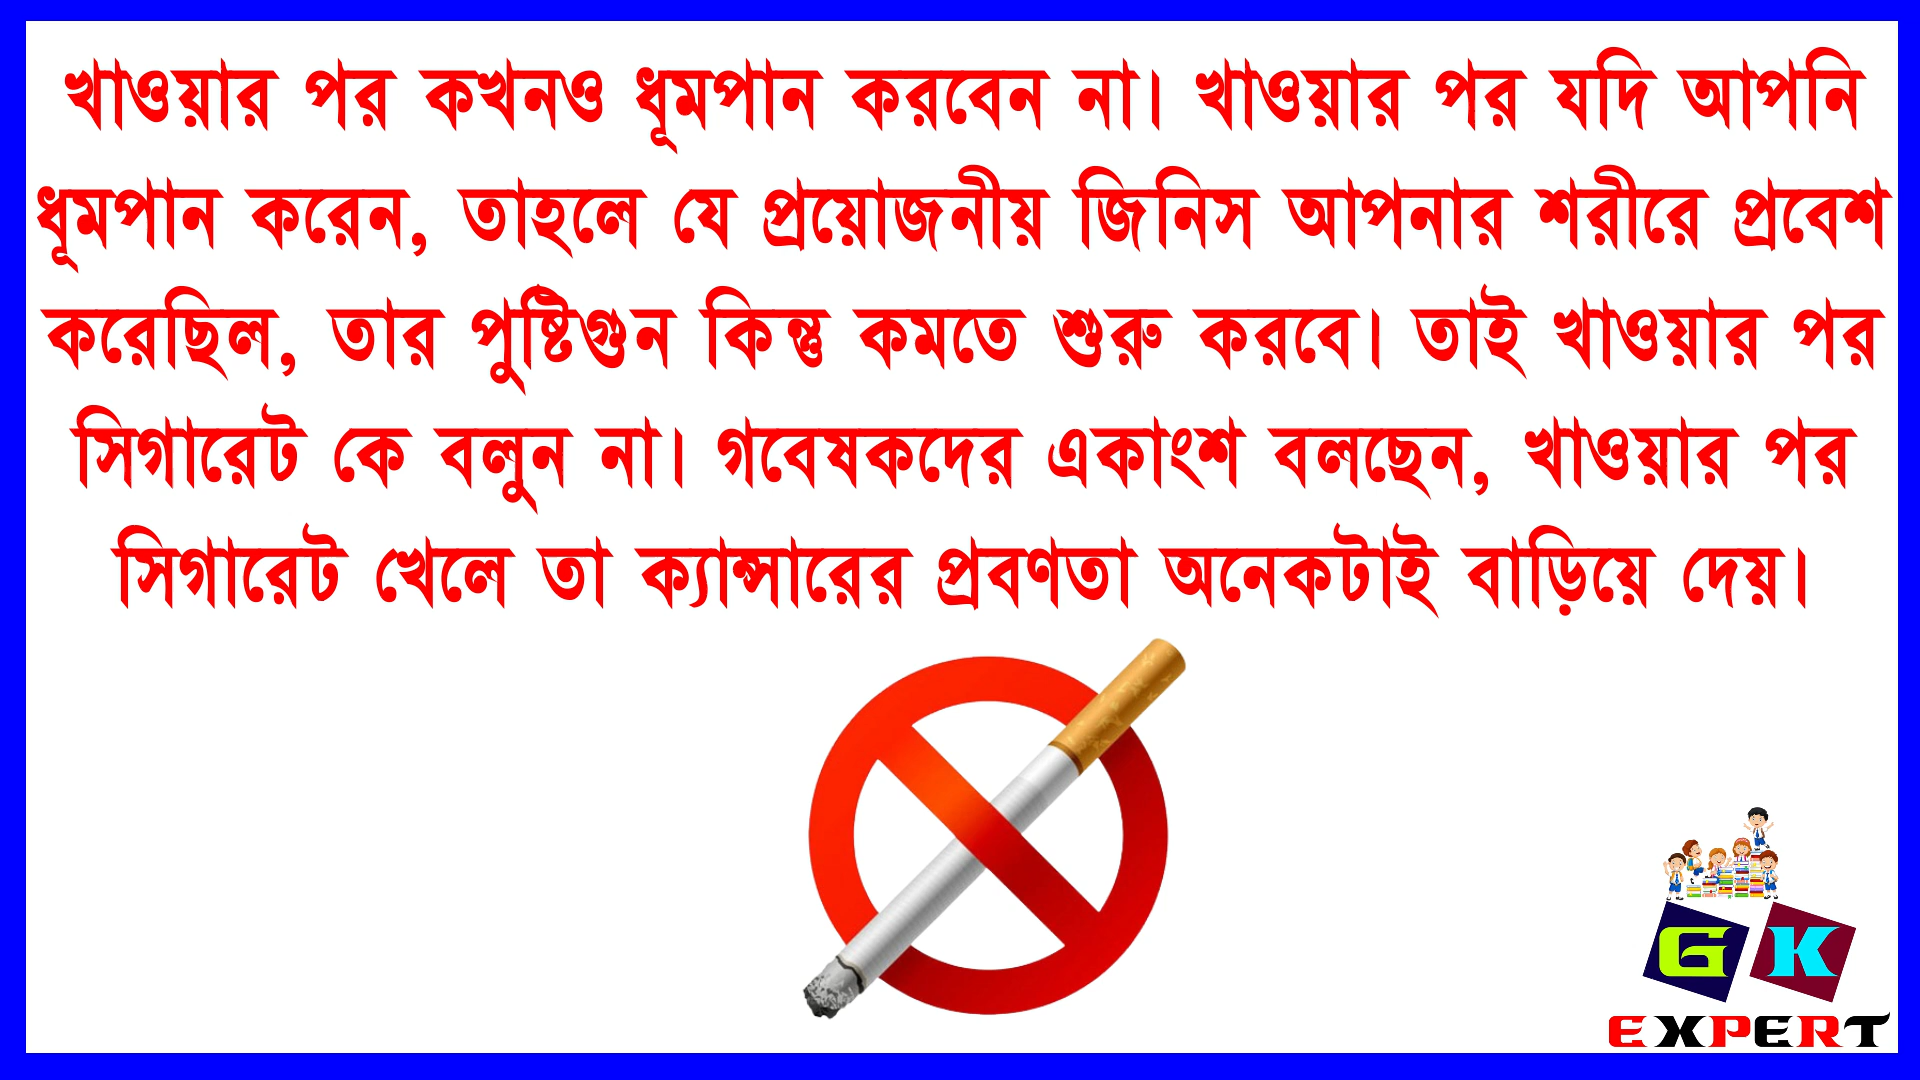 খাওয়ার পর কখনও ধূমপান করবেন না। খাওয়ার পর যদি আপনি
ধূমপান করেন, তাহলে যে প্রয়োজনীয় জিনিস আপনার শরীরে প্রবেশ
করেছিল, তার পুষ্টিগুন কিন্তু কমতে শুরু করবে। তাই খাওয়ার পর
সিগারেট কে বলুন না। গবেষকদের একাংশ বলছেন, খাওয়ার পর
সিগারেট খেলে তা ক্যান্সারের প্রবণতা অনেকটাই বাড়িয়ে দেয়।
G K
EXPERT